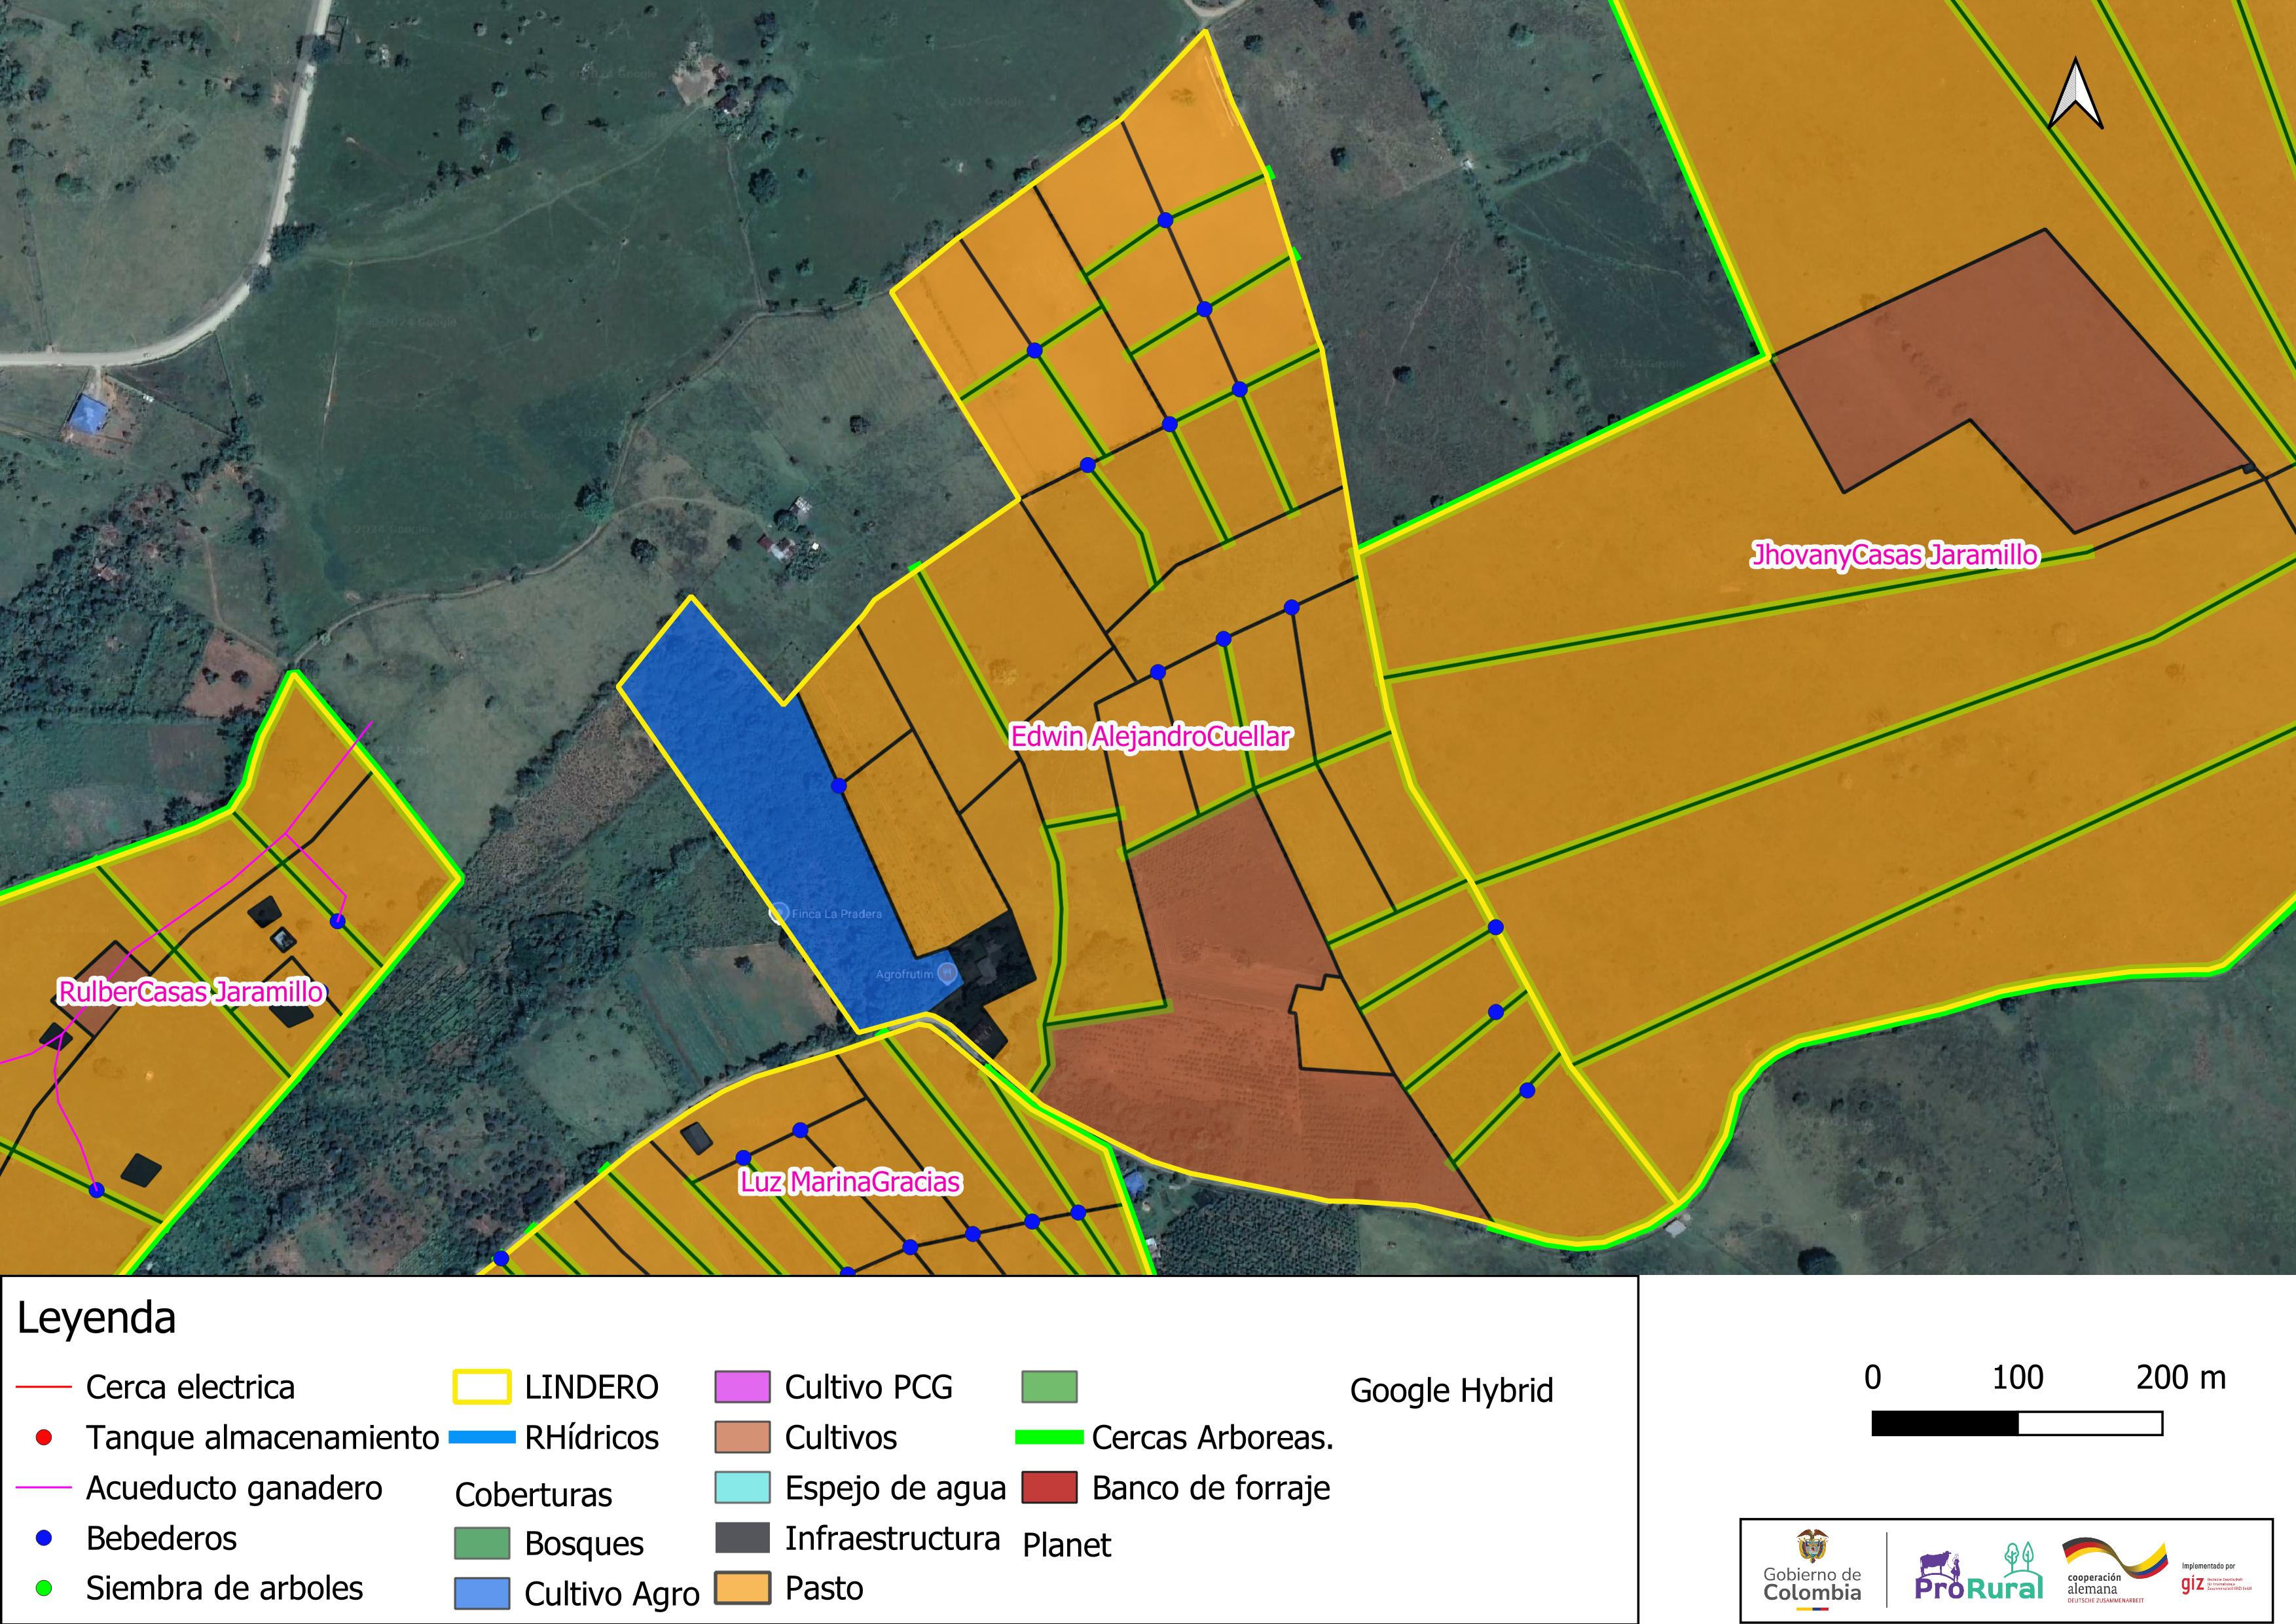 © 2024 Google
JhovanyCasas Jaramillo
Edwin AlejandroCuellar
Finca La Pradera
Agrofrutim
RulberCasas Jaramillo
Luz MarinaGracias
Leyenda
Cerca electrica
Tanque almacenamiento
Acueducto ganadero
Bebederos
Siembra de arboles
LINDERO
RHídricos
Coberturas
Bosques
Cultivo Agro
Cultivo PCG
Cultivos
Espejo de agua
Infraestructura
Pasto
Cercas Arboreas.
Banco de forraje
Planet
Google Hybrid
0 100 200 m
Gobierno de
Colombia
ProRural
cooperación
alemana
DEUTSCHE ZUSAMMENARBEIT
Implementado por
giz